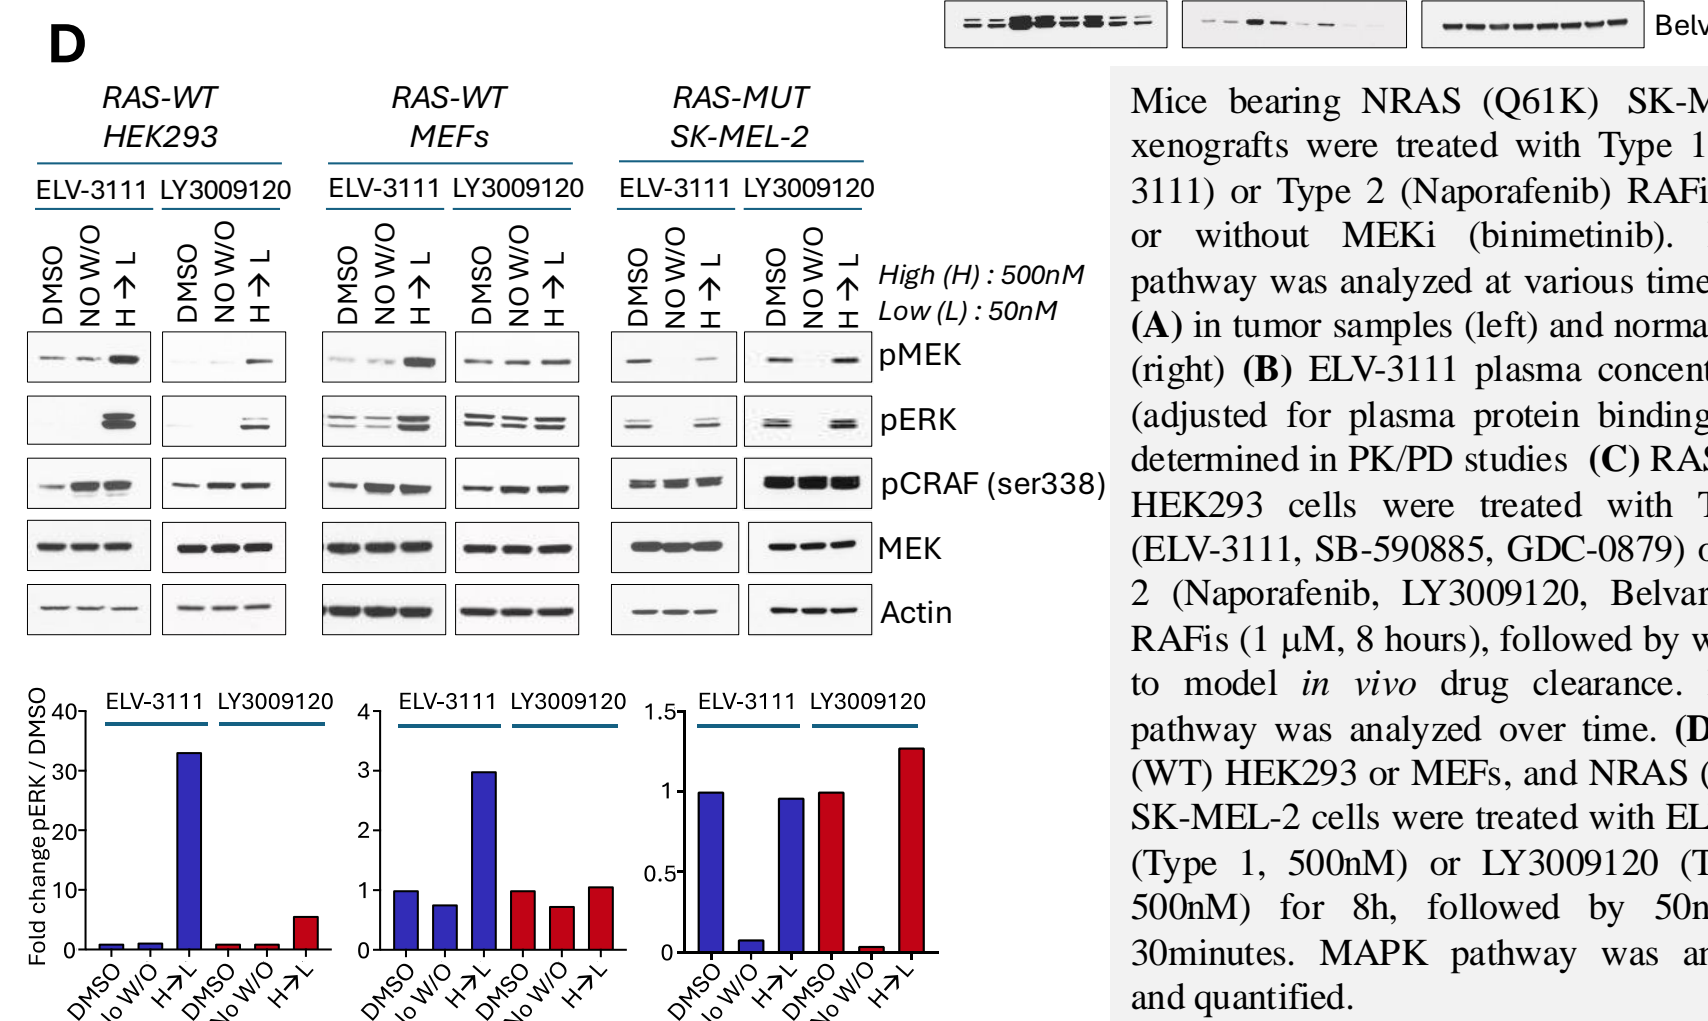 Belv
D
RAS-WT
HEK293
RAS-WT
MEFs
RAS-MUT
SK-MEL-2
ELV-3111 LY3009120 ELV-3111 LY3009120 ELV-3111 LY3009120
DMSO NO W/O H → L DMSO NO W/O H → L DMSO NO W/O H → L DMSO NO W/O H → L DMSO NO W/O H → L DMSO NO W/O H → L
High (H) : 500nM
Low (L) : 50nM
pMEK
pERK
pCRAF (ser338)
MEK
Actin
Fold change pERK / DMSO
ELV-3111 LY3009120
40
30
20
10
0
DMSO No W/O H→L DMSO No W/O H→L
ELV-3111 LY3009120
4
3
2
1
0
DMSO No W/O H→L DMSO No W/O H→L
ELV-3111 LY3009120
1.5
1
0.5
0
DMSO No W/O H→L DMSO No W/O H→L
Mice bearing NRAS (Q61K) SK-M
xenografts were treated with Type 1
3111) or Type 2 (Naporafenib) RAFi
or without MEKi (binimetinib).
pathway was analyzed at various time
(A) in tumor samples (left) and norma
(right) (B) ELV-3111 plasma concent
(adjusted for plasma protein binding
determined in PK/PD studies (C) RAS
HEK293 cells were treated with T
(ELV-3111, SB-590885, GDC-0879) o
2 (Naporafenib, LY3009120, Belvar
RAFis (1 μM, 8 hours), followed by w
to model in vivo drug clearance.
pathway was analyzed over time. (D
(WT) HEK293 or MEFs, and NRAS (
SK-MEL-2 cells were treated with EL
(Type 1, 500nM) or LY3009120 (T
500nM) for 8h, followed by 50n
30minutes. MAPK pathway was an
and quantified.